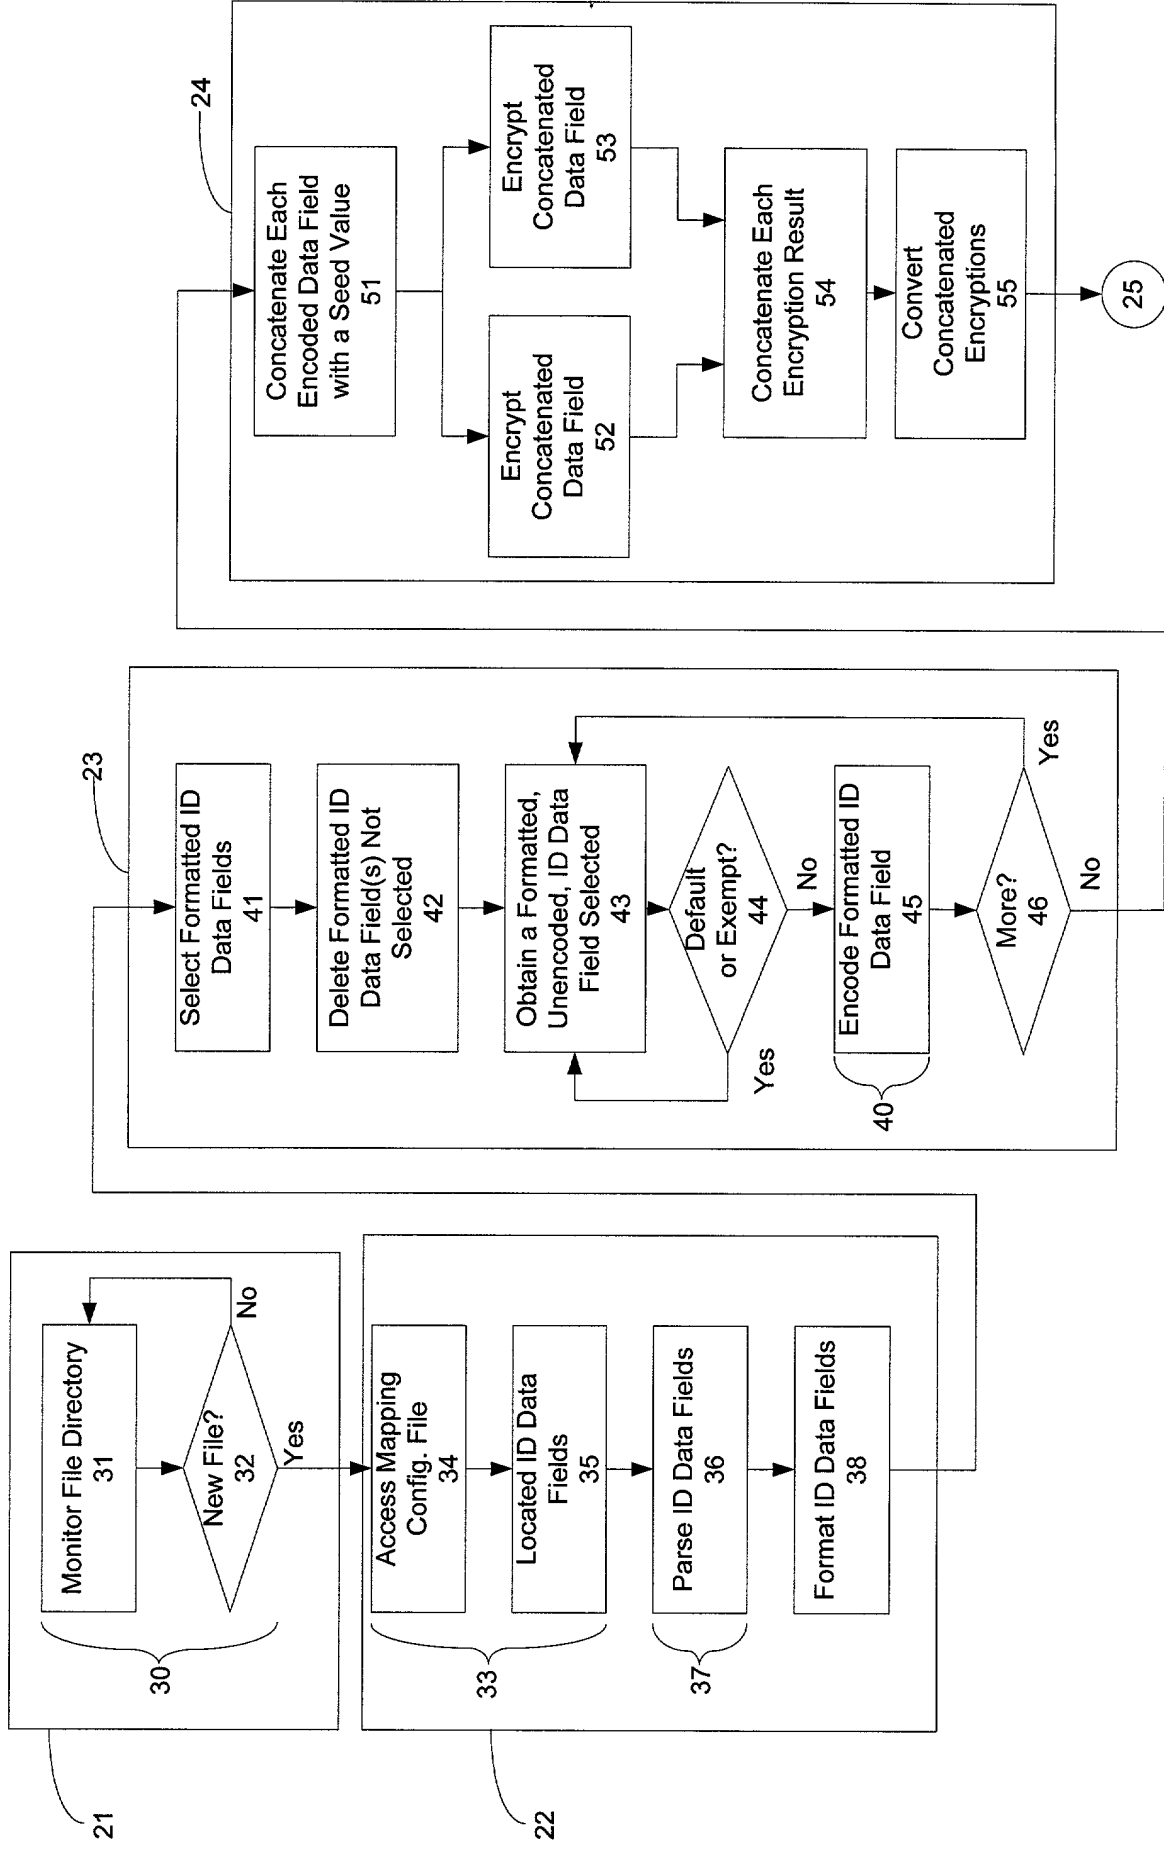 21
30
Monitor File Directory
31
New File?
32
No
Yes
22
33
Access Mapping
Config. File
34
Located ID Data
Fields
35
37
Parse ID Data Fields
36
Format ID Data Fields
38
23
Select Formatted ID
Data Fields
41
Delete Formatted ID
Data Field(s) Not
Selected
42
Obtain a Formatted,
Unencoded, ID Data
Field Selected
43
Default
or Exempt?
44
Yes
No
40
Encode Formatted ID
Data Field
45
More?
46
Yes
No
24
Concatenate Each
Encoded Data Field
with a Seed Value
51
Encrypt
Concatenated
Data Field
52
Encrypt
Concatenated
Data Field
53
Concatenate Each
Encryption Result
54
Convert
Concatenated
Encryptions
55
25